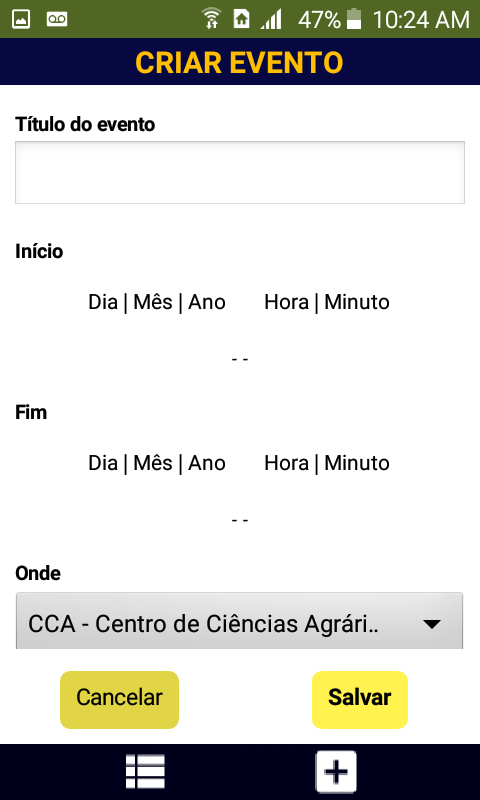 47% 10:24 AM
CRIAR EVENTO
Título do evento
Início
Dia | Mês | Ano Hora | Minuto
- -
Fim
Dia | Mês | Ano Hora | Minuto
- -
Onde
CCA - Centro de Ciências Agrári..
Cancelar Salvar